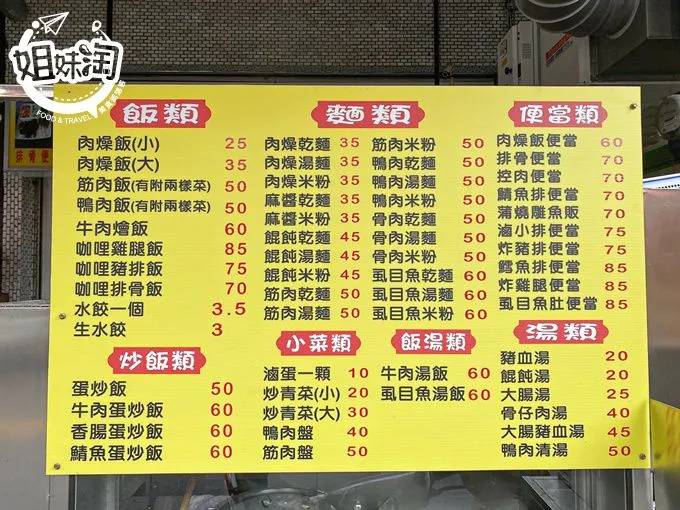 姐妹淘
FOOD & TRAVEL
飯類
肉燥飯(小) 25
肉燥飯(大) 35
筋肉飯(有附兩樣菜) 50
鴨肉飯(有附兩樣菜) 50
牛肉燴飯 60
咖哩雞腿飯 85
咖哩豬排飯 75
咖哩排骨飯 70
水餃一個 3.5
生水餃 3
炒飯類
蛋炒飯 50
牛肉蛋炒飯 60
香腸蛋炒飯 60
鯖魚蛋炒飯 60
麵類
肉燥乾麵 35
肉燥湯麵 35
肉燥米粉 35
麻醬乾麵 35
麻醬米粉 35
餛飩乾麵 45
餛飩湯麵 45
餛飩米粉 45
筋肉乾麵 50
筋肉湯麵 50
筋肉米粉 50
鴨肉乾麵 50
鴨肉湯麵 50
鴨肉米粉 50
骨肉乾麵 50
骨肉湯麵 50
骨肉米粉 50
虱目魚乾麵 60
虱目魚湯麵 60
虱目魚米粉 60
小菜類
滷蛋一顆 10
炒青菜(小) 20
炒青菜(大) 30
鴨肉盤 40
筋肉盤 50
飯湯類
牛肉湯飯 60
虱目魚湯飯 60
便當類
肉燥飯便當 60
排骨便當 70
控肉便當 70
鯖魚排便當 70
蒲燒雕魚販 70
滷小排便當 75
炸豬排便當 75
鱈魚排便當 85
炸雞腿便當 85
虱目魚肚便當 85
湯類
豬血湯 20
餛飩湯 20
大腸湯 25
骨仔肉湯 40
大腸豬血湯 45
鴨肉清湯 50
排骨便